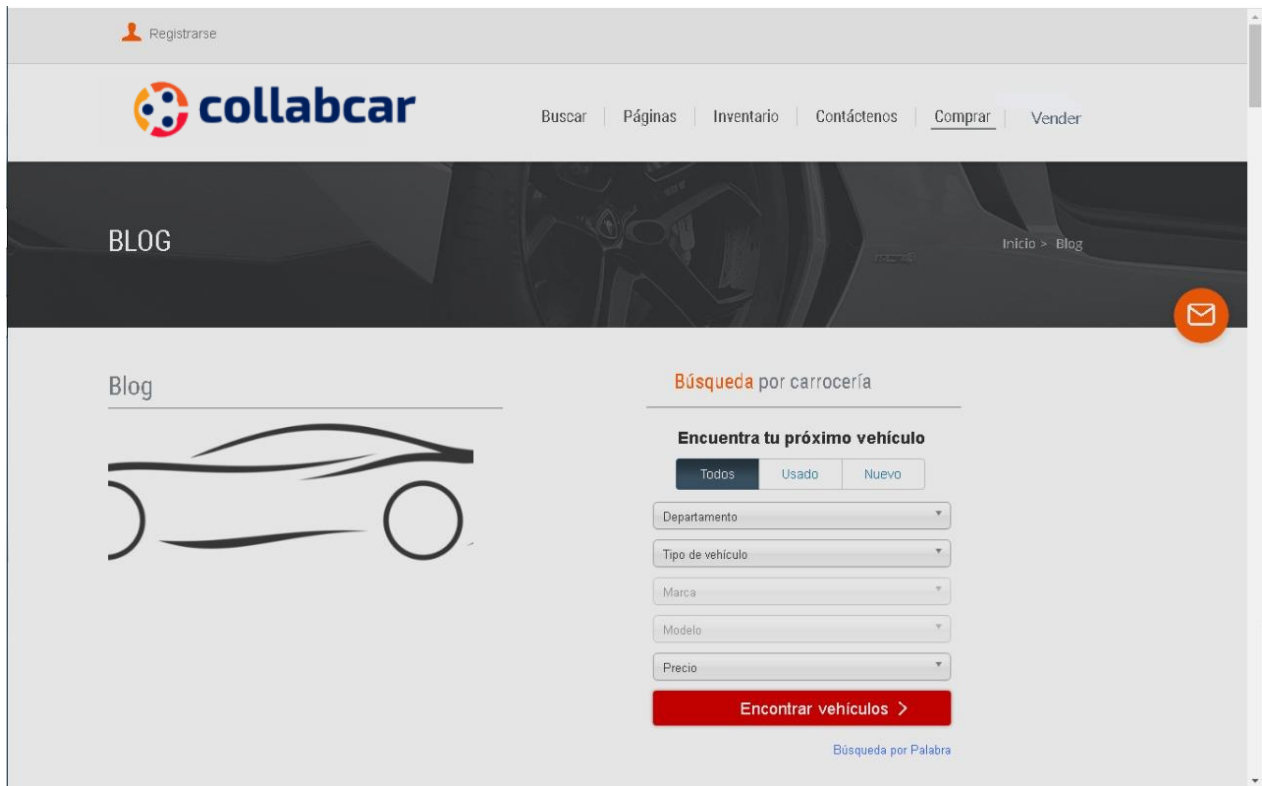 Registrarse
collabcar
Buscar Páginas Inventario Contáctenos Comprar Vender
BLOG
Inicio > Blog
Blog
Búsqueda por carrocería
Encuentra tu próximo vehículo
Todos Usado Nuevo
Departamento
Tipo de vehículo
Marca
Modelo
Precio
Encontrar vehículos >
Búsqueda por Palabra